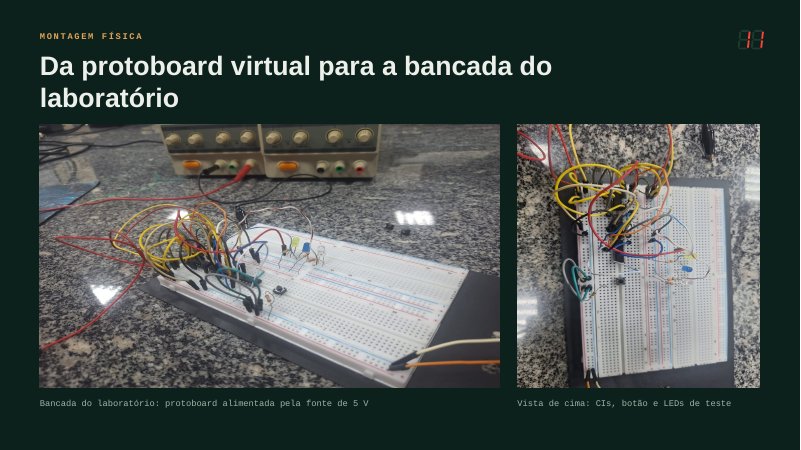 MONTAGEM FÍSICA
11
Da protoboard virtual para a bancada do
laboratório
Bancada do laboratório: protoboard alimentada pela fonte de 5 V
Vista de cima: CIs, botão e LEDs de teste